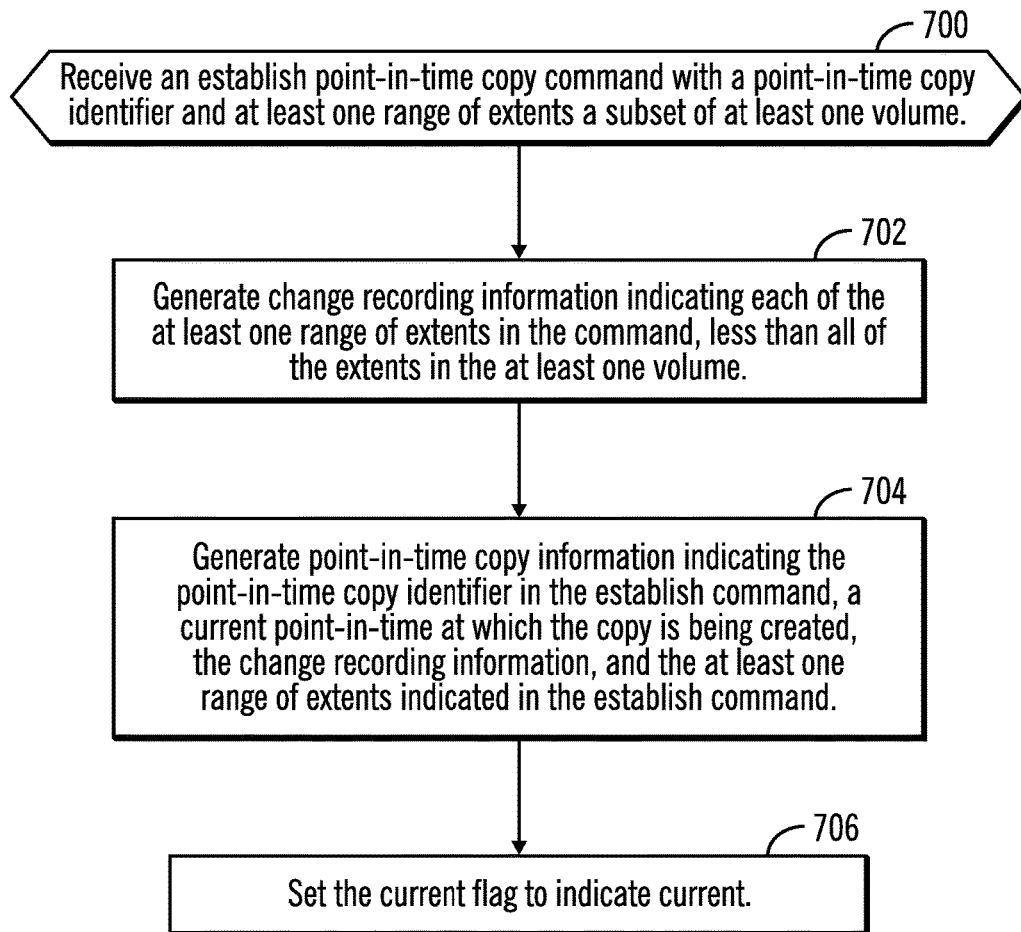 700
Receive an establish point-in-time copy command with a point-in-time copy
identifier and at least one range of extents a subset of at least one volume.
702
Generate change recording information indicating each of the
at least one range of extents in the command, less than all of
the extents in the at least one volume.
704
Generate point-in-time copy information indicating the
point-in-time copy identifier in the establish command, a
current point-in-time at which the copy is being created,
the change recording information, and the at least one
range of extents indicated in the establish command.
706
Set the current flag to indicate current.